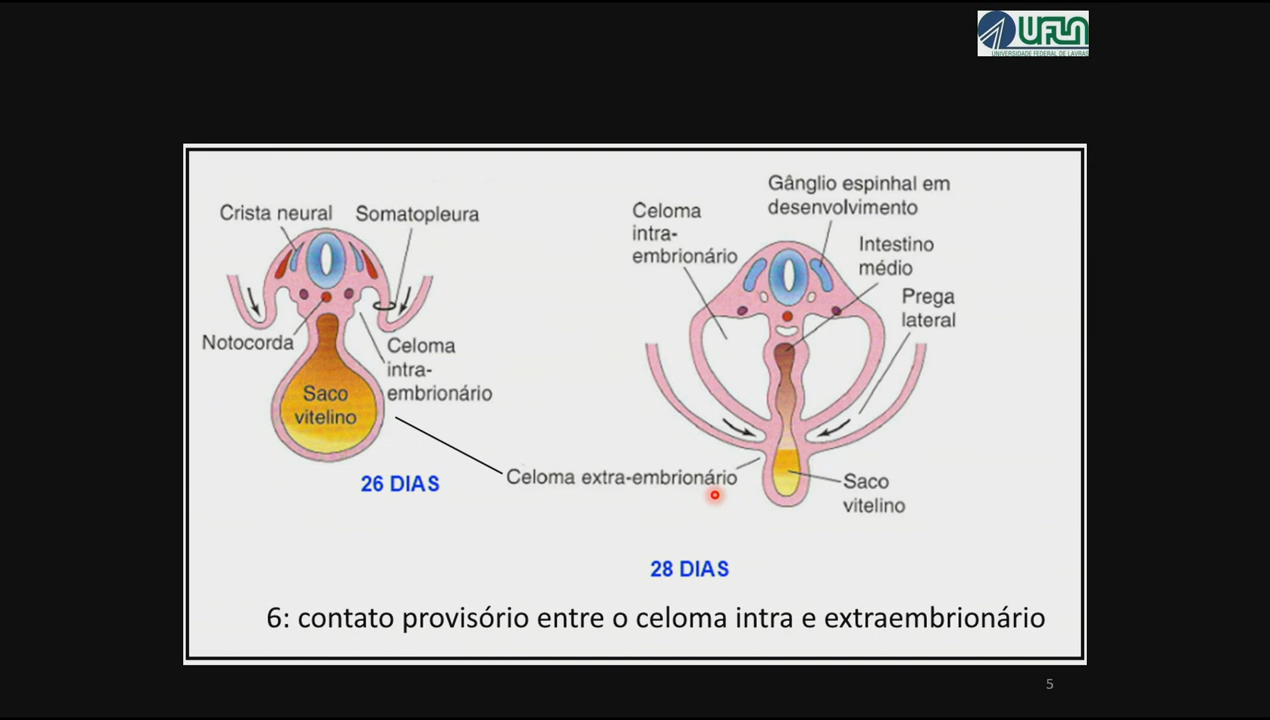 UFLA
UNIVERSIDADE FEDERAL DE LAVRAS
Crista neural
Somatopleura
Notocorda
Celoma
intra-
embrionário
Saco
vitelino
26 DIAS
Celoma extra-embrionário
Celoma
intra-
embrionário
Gânglio espinhal em
desenvolvimento
Intestino
médio
Prega
lateral
Saco
vitelino
28 DIAS
6: contato provisório entre o celoma intra e extraembrionário
5